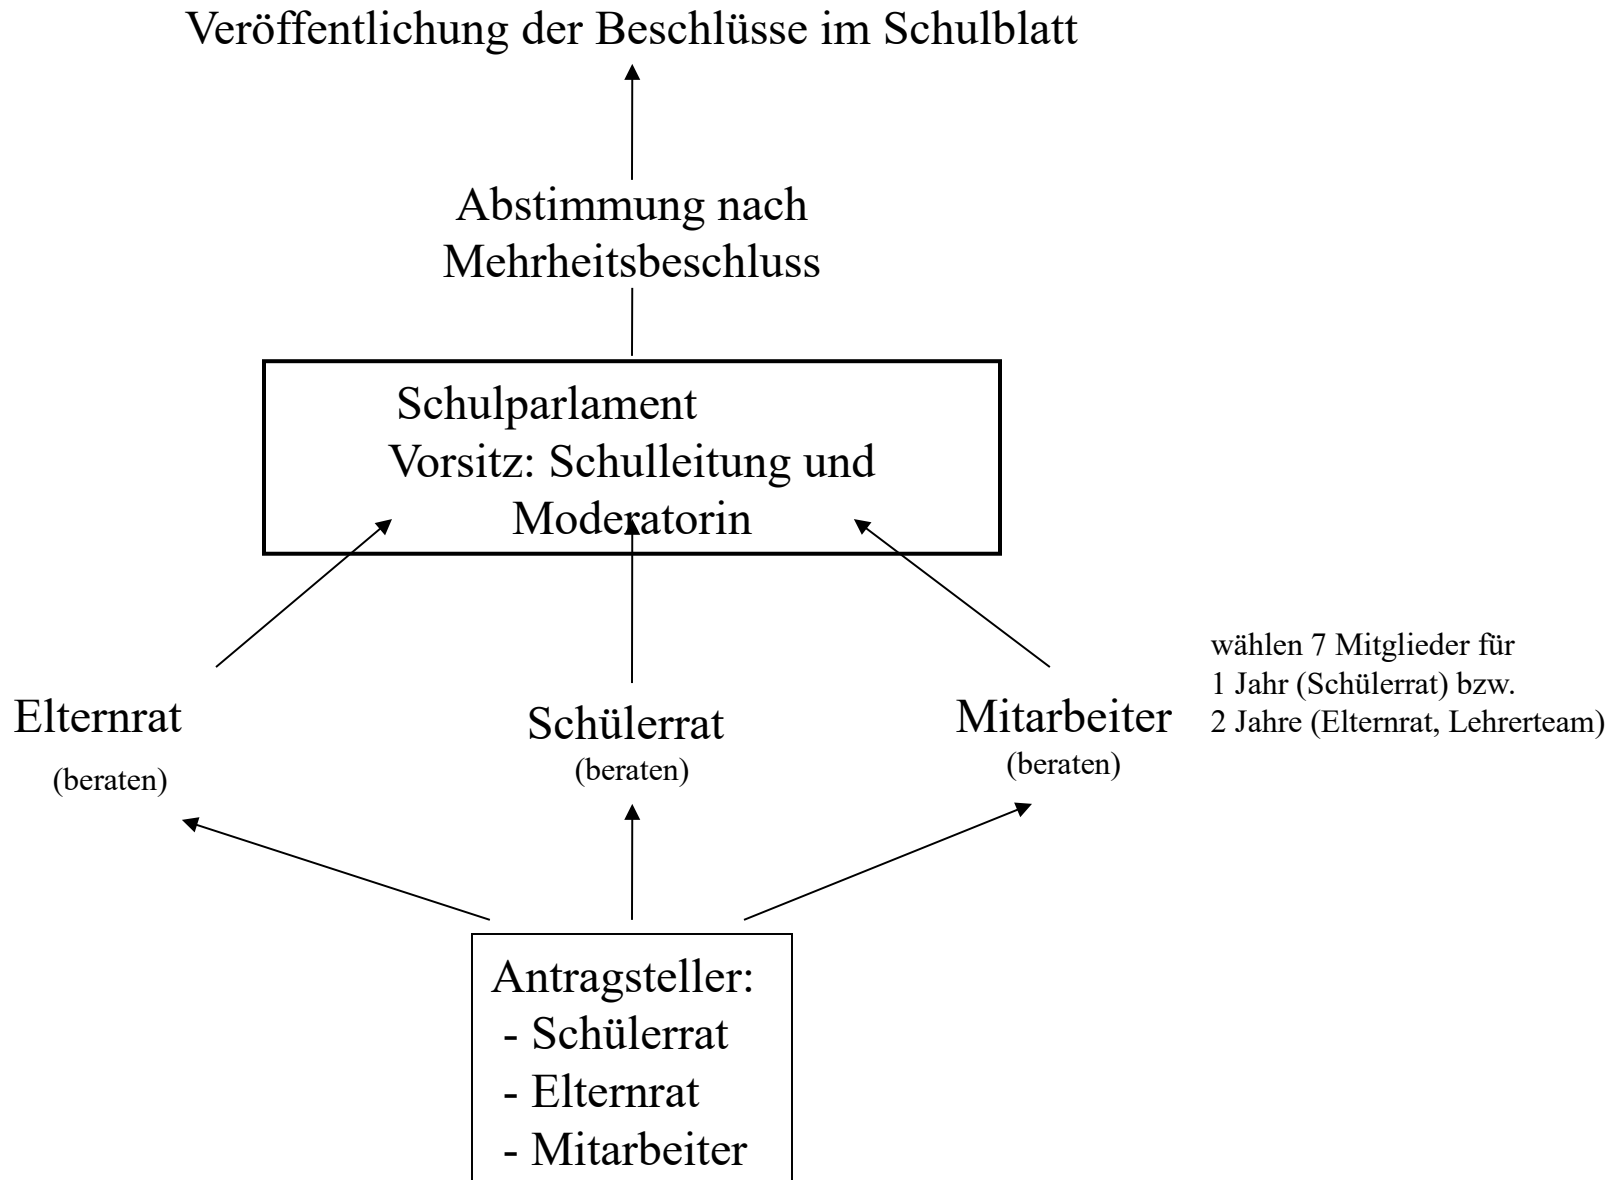 Veröffentlichung der Beschlüsse im Schulblatt
Abstimmung nach
Mehrheitsbeschluss
Schulparlament
Vorsitz: Schulleitung und
Moderatorin
Elternrat
(beraten)
Schülerrat
(beraten)
Mitarbeiter
(beraten)
wählen 7 Mitglieder für
1 Jahr (Schülerrat) bzw.
2 Jahre (Elternrat, Lehrerteam)
Antragsteller:
- Schülerrat
- Elternrat
- Mitarbeiter